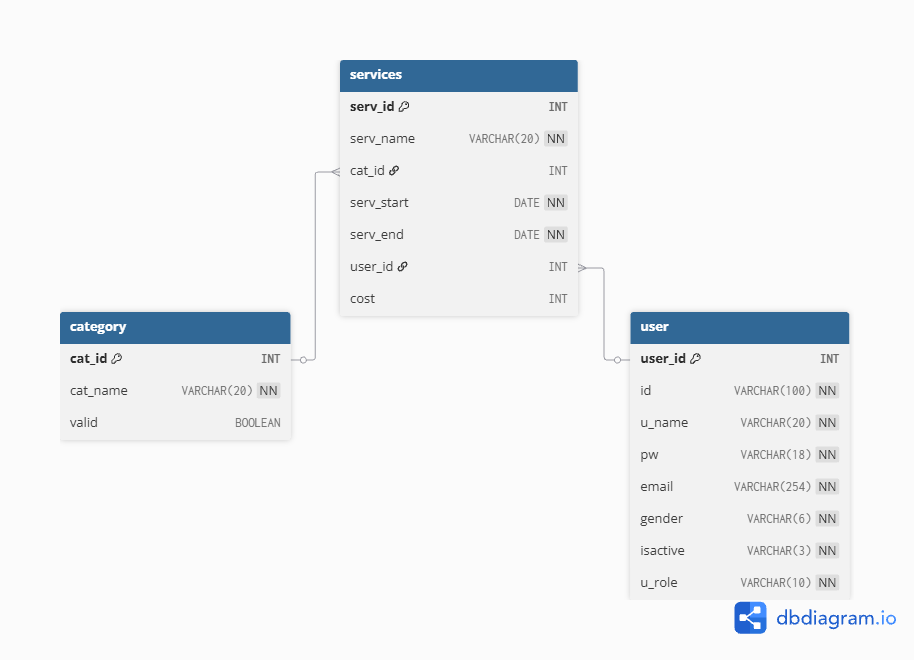 services
serv_id INT
serv_name VARCHAR(20) NN
cat_id INT
serv_start DATE NN
serv_end DATE NN
user_id INT
cost INT
category
cat_id INT
cat_name VARCHAR(20) NN
valid BOOLEAN
user
user_id INT
id VARCHAR(100) NN
u_name VARCHAR(20) NN
pw VARCHAR(18) NN
email VARCHAR(254) NN
gender VARCHAR(6) NN
isactive VARCHAR(3) NN
u_role VARCHAR(10) NN
dbdiagram.io